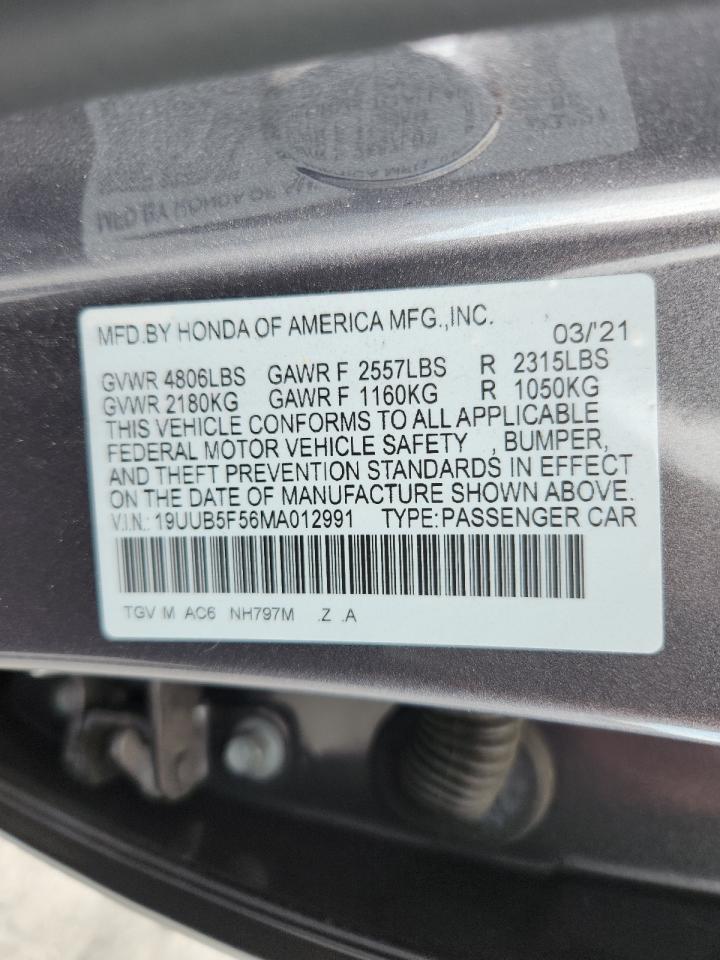 MFD.BY HONDA OF AMERICA MFG.,INC. 03/'21
GVWR 4806LBS GAWR F 2557LBS R 2315LBS
GVWR 2180KG GAWR F 1160KG R 1050KG
THIS VEHICLE CONFORMS TO ALL APPLICABLE
FEDERAL MOTOR VEHICLE SAFETY , BUMPER,
AND THEFT PREVENTION STANDARDS IN EFFECT
ON THE DATE OF MANUFACTURE SHOWN ABOVE.
V.I.N.: 19UUB5F56MA012991 TYPE:PASSENGER CAR
TGV M AC6 NH797M .Z .A